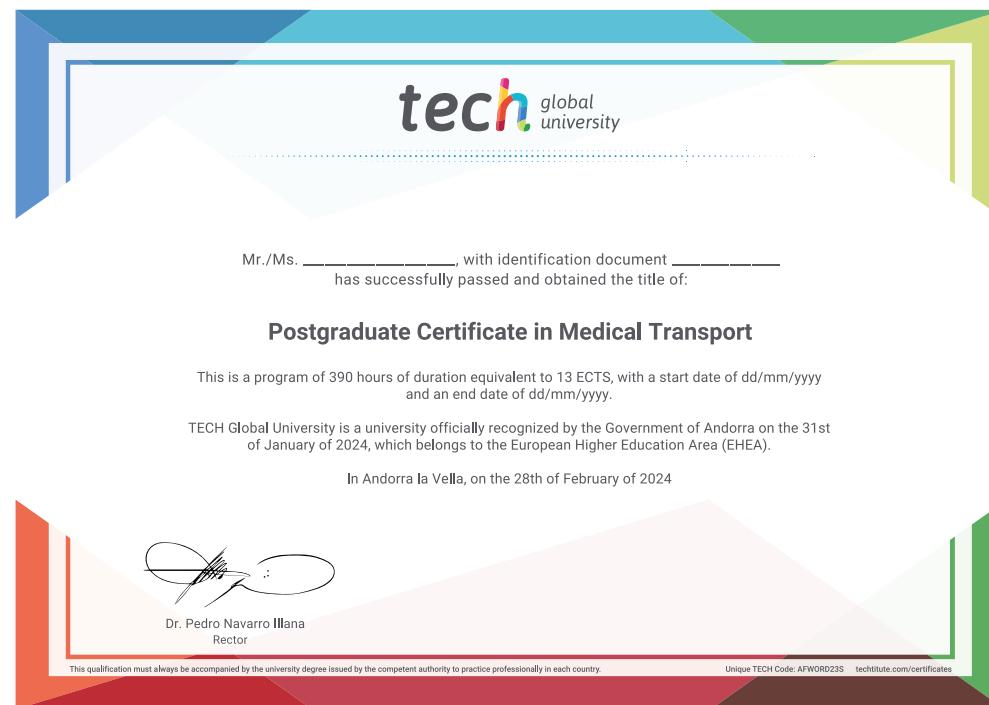 tech global
university
Mr./Ms. ____________________, with identification document ______________
has successfully passed and obtained the title of:
Postgraduate Certificate in Medical Transport
This is a program of 390 hours of duration equivalent to 13 ECTS, with a start date of dd/mm/yyyy
and an end date of dd/mm/yyyy.
TECH Global University is a university officially recognized by the Government of Andorra on the 31st
of January of 2024, which belongs to the European Higher Education Area (EHEA).
In Andorra la Vella, on the 28th of February of 2024
Dr. Pedro Navarro Illana
Rector
This qualification must always be accompanied by the university degree issued by the competent authority to practice professionally in each country. Unique TECH Code: AFWORD23S techtitute.com/certificates